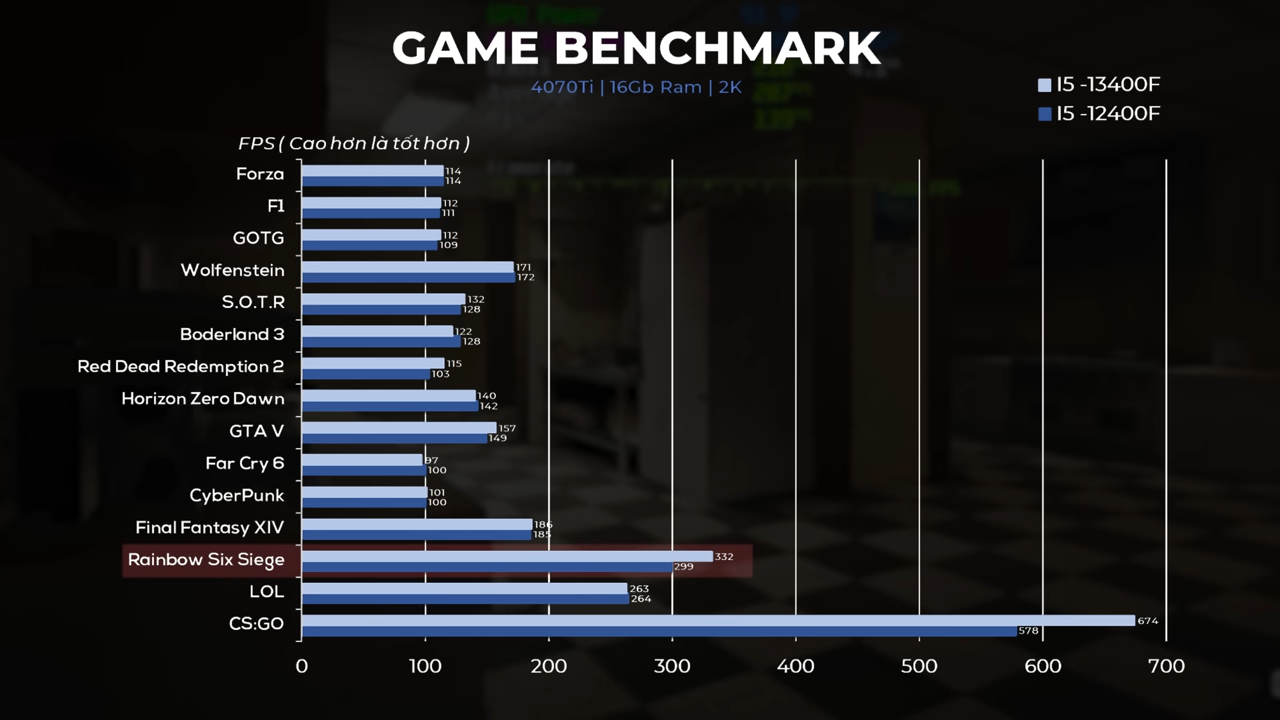 GAME BENCHMARK
4070Ti | 16Gb Ram | 2K
I5 -13400F
I5 -12400F
FPS ( Cao hơn là tốt hơn )
Forza 114 114
F1 112 111
GOTG 112 109
Wolfenstein 171 172
S.O.T.R 132 128
Boderland 3 122 128
Red Dead Redemption 2 115 103
Horizon Zero Dawn 140 142
GTA V 157 149
Far Cry 6 97 100
CyberPunk 101 100
Final Fantasy XIV 186 185
Rainbow Six Siege 332 299
LOL 263 264
CS:GO 674 578
0 100 200 300 400 500 600 700